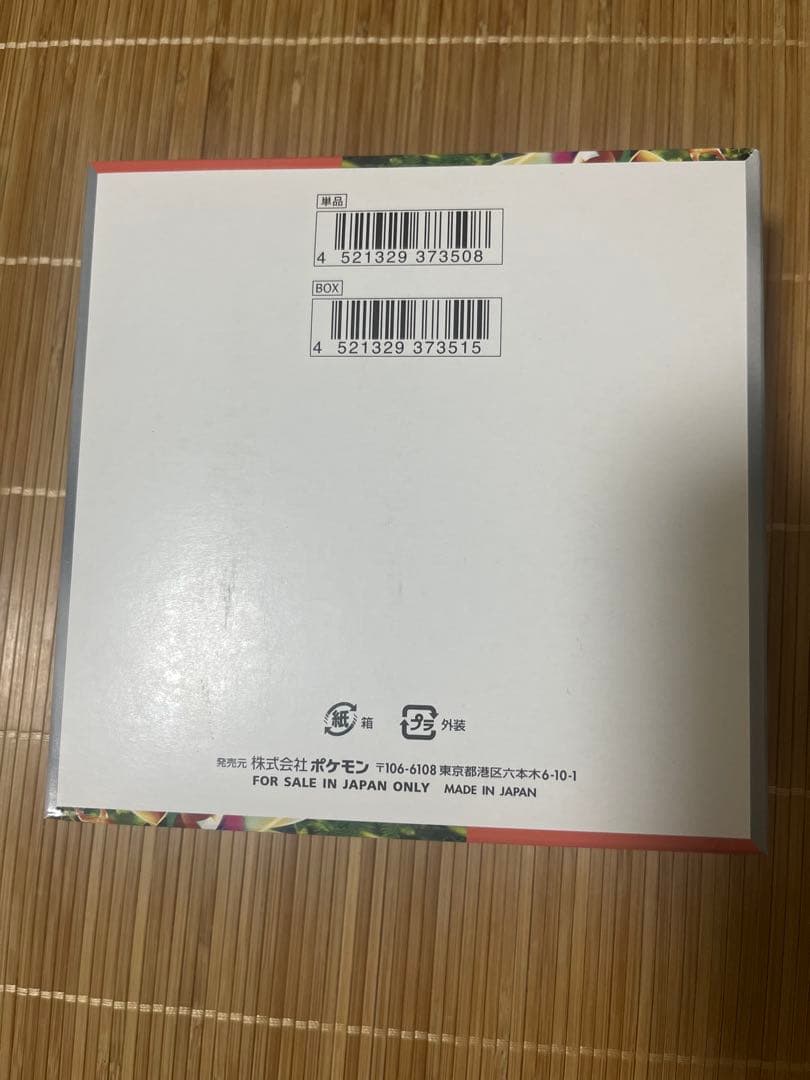 単品
4 521329 373508
BOX
4 521329 373515
紙 箱
プラ 外装
発売元 株式会社ポケモン 〒106-6108 東京都港区六本木6-10-1
FOR SALE IN JAPAN ONLY MADE IN JAPAN